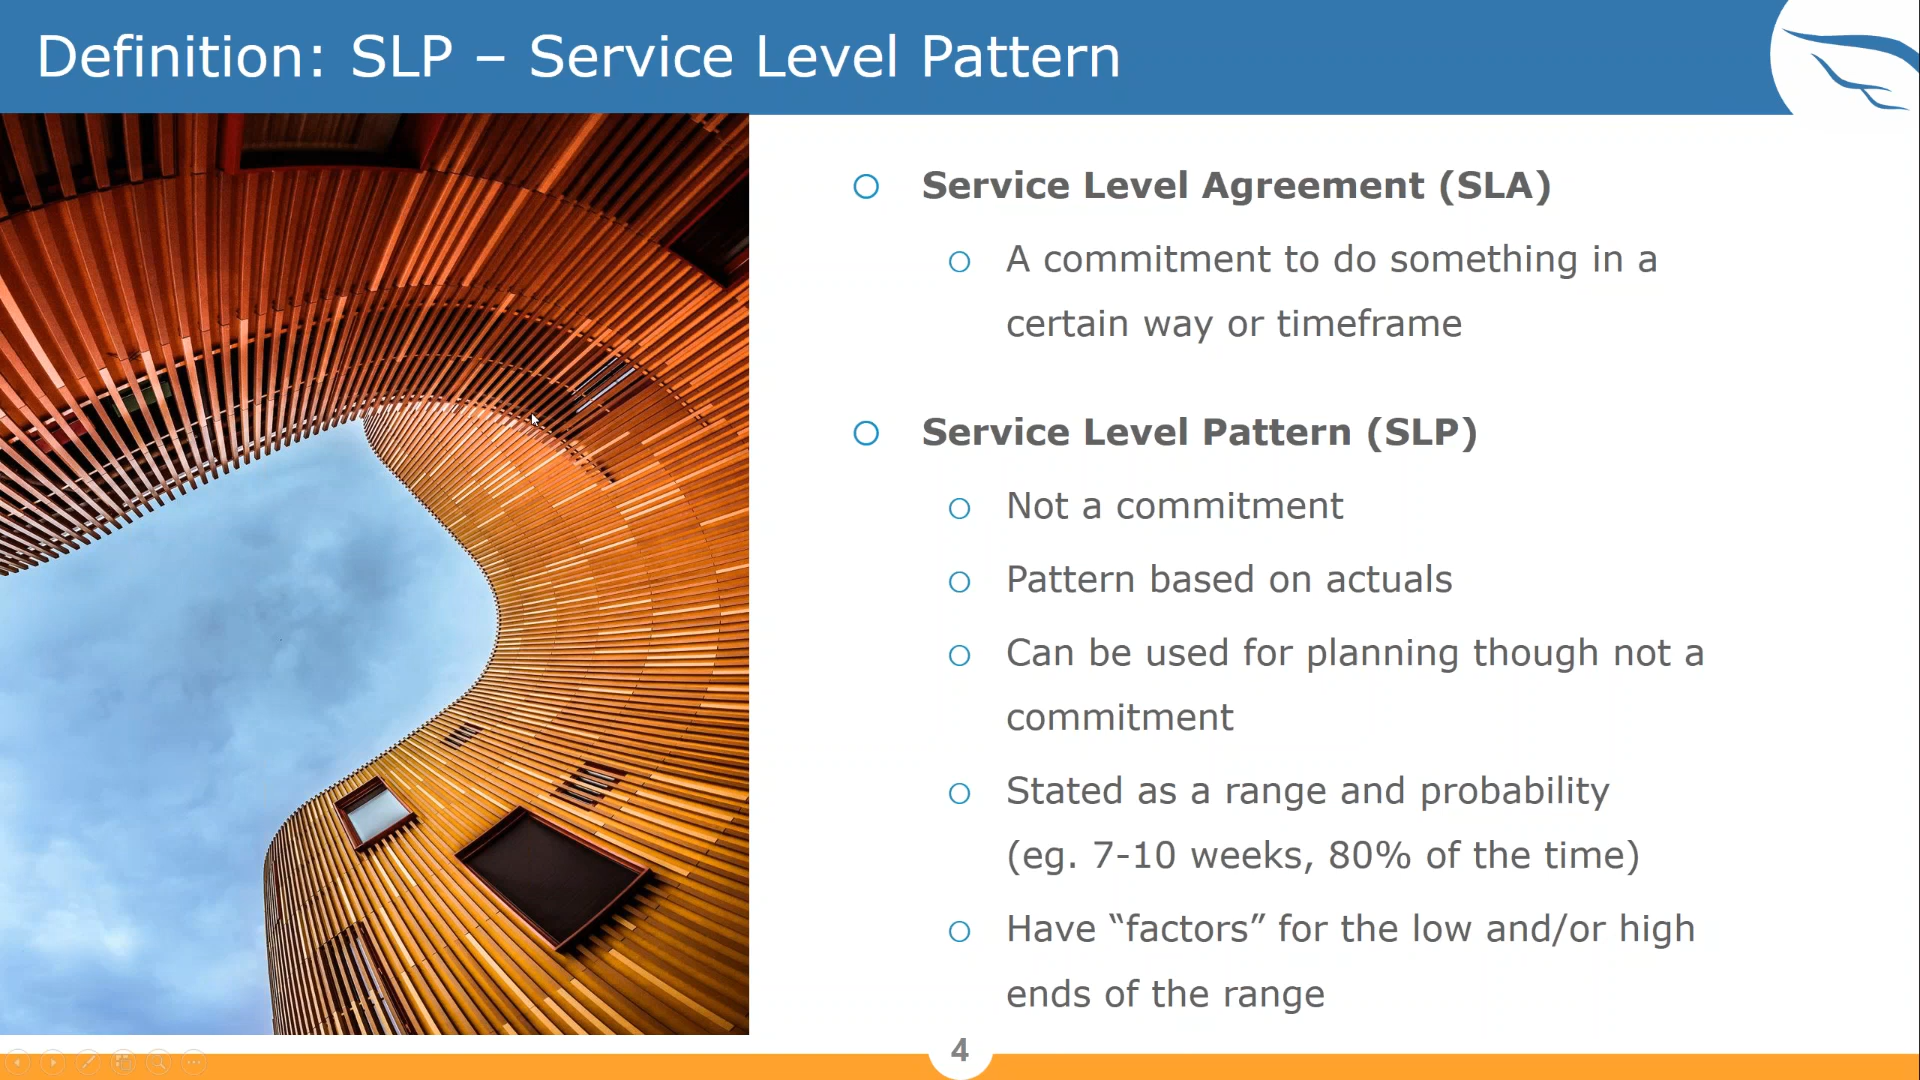 Definition: SLP – Service Level Pattern
Service Level Agreement (SLA)
A commitment to do something in a
certain way or timeframe
Service Level Pattern (SLP)
Not a commitment
Pattern based on actuals
Can be used for planning though not a
commitment
Stated as a range and probability
(eg. 7-10 weeks, 80% of the time)
Have “factors” for the low and/or high
ends of the range
4